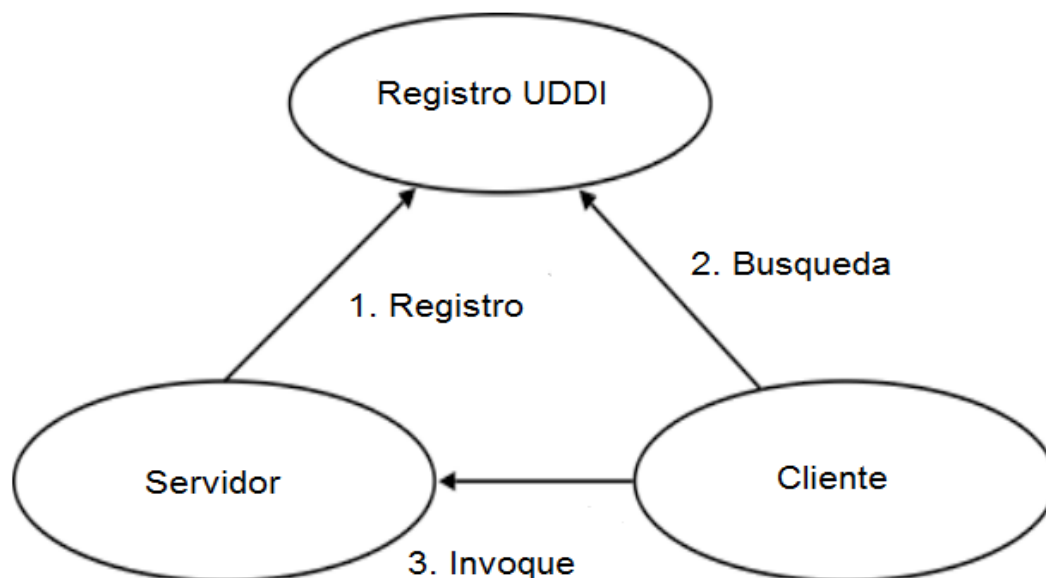 Registro UDDI
2. Busqueda
1. Registro
Servidor
Cliente
3. Invoque